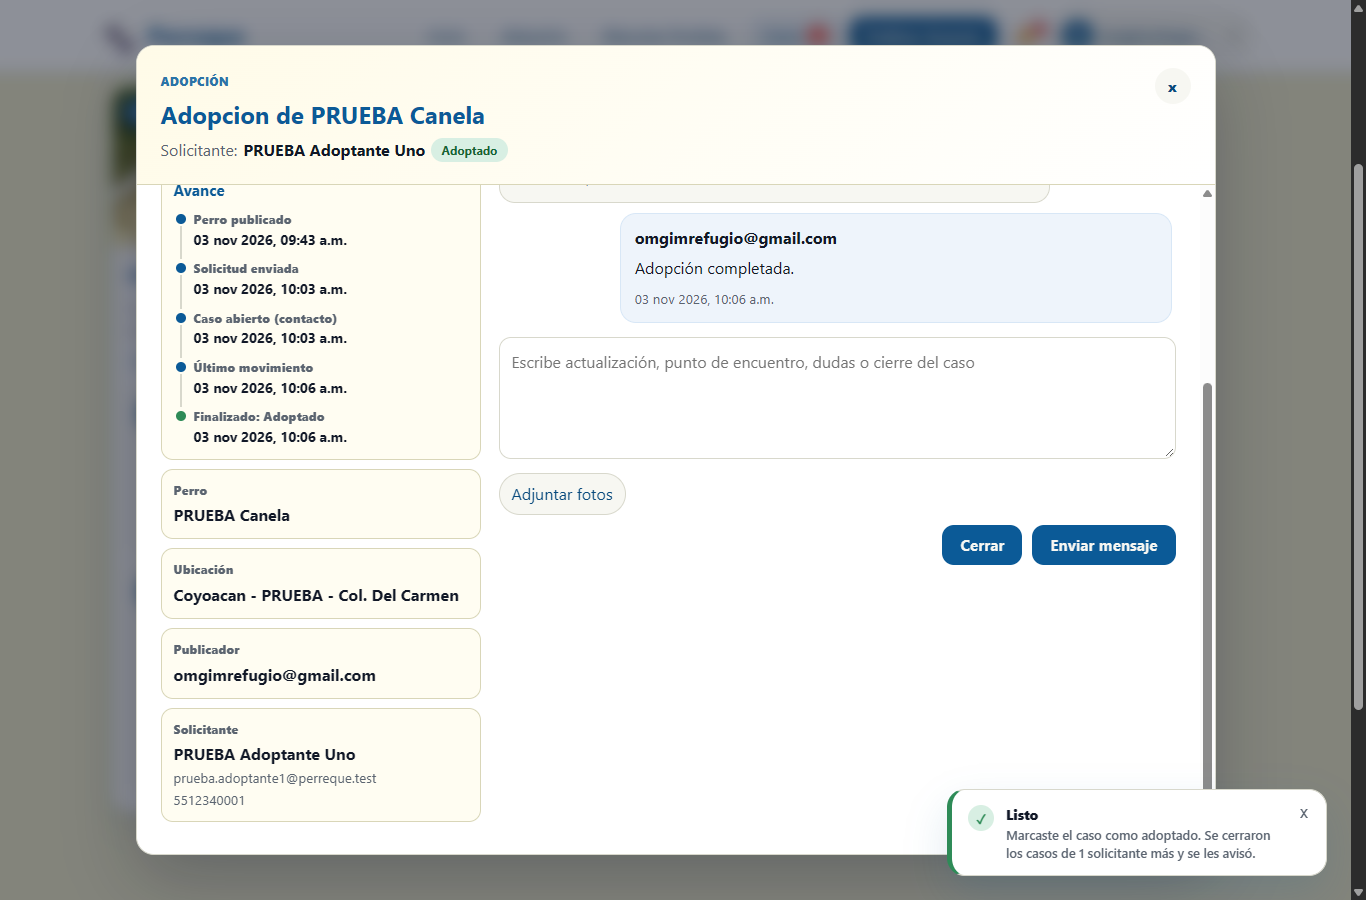 ADOPCIÓN
Adopcion de PRUEBA Canela
Solicitante: PRUEBA Adoptante Uno Adoptado
x
Avance
Perro publicado
03 nov 2026, 09:43 a.m.
Solicitud enviada
03 nov 2026, 10:03 a.m.
Caso abierto (contacto)
03 nov 2026, 10:03 a.m.
Último movimiento
03 nov 2026, 10:06 a.m.
Finalizado: Adoptado
03 nov 2026, 10:06 a.m.
Perro
PRUEBA Canela
Ubicación
Coyoacan - PRUEBA - Col. Del Carmen
Publicador
omgimrefugio@gmail.com
Solicitante
PRUEBA Adoptante Uno
prueba.adoptante1@perreque.test
5512340001
omgimrefugio@gmail.com
Adopción completada.
03 nov 2026, 10:06 a.m.
Escribe actualización, punto de encuentro, dudas o cierre del caso
Adjuntar fotos
Cerrar
Enviar mensaje
Listo
X
Marcaste el caso como adoptado. Se cerraron
los casos de 1 solicitante más y se les avisó.